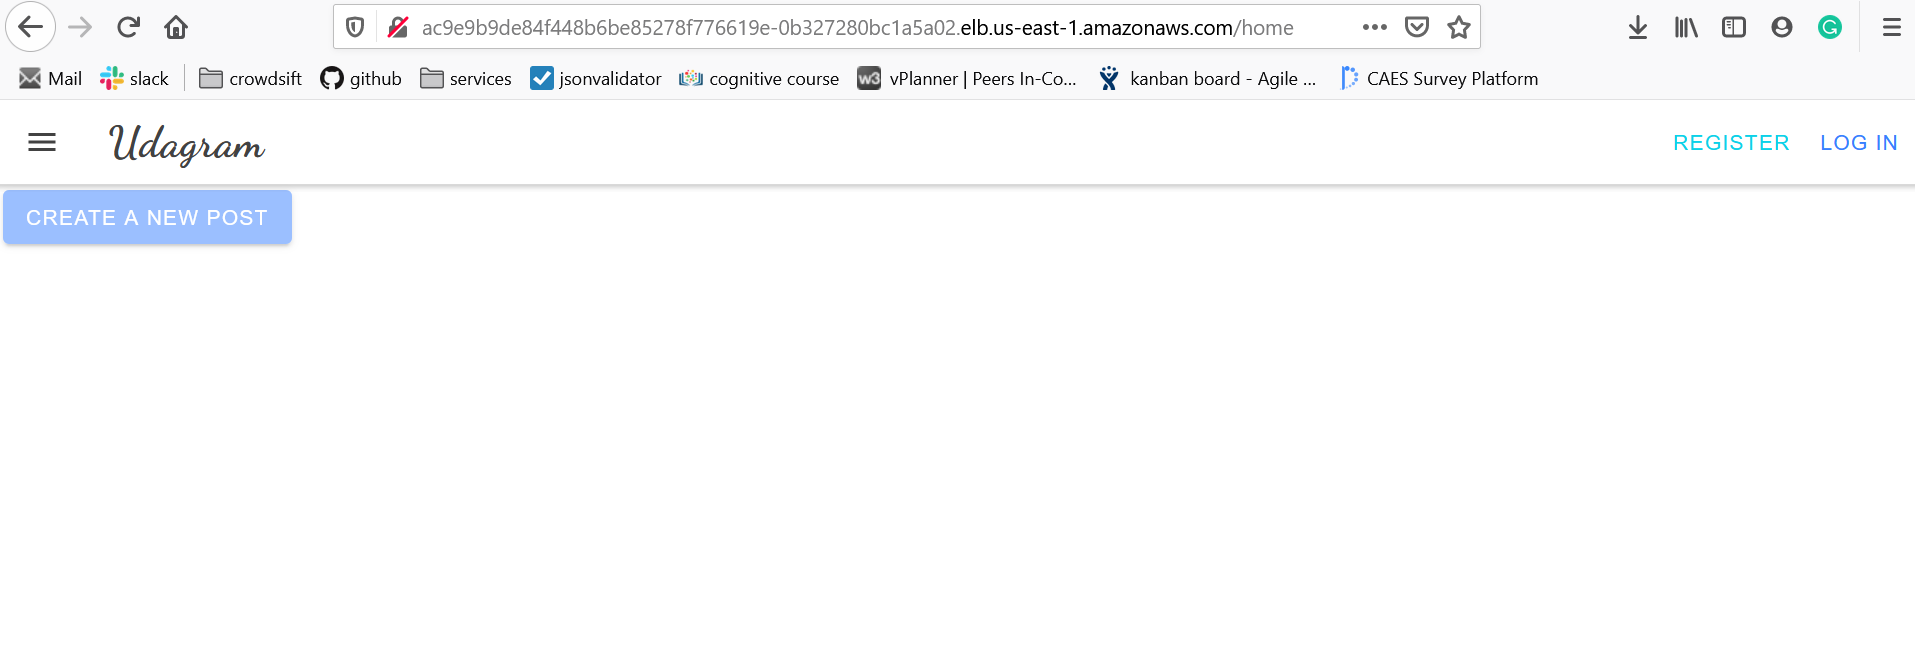 ac9e9b9de84f448b6be85278f776619e-0b327280bc1a5a02.elb.us-east-1.amazonaws.com/home
Mail slack crowdsift github services jsonvalidator cognitive course w3 vPlanner | Peers In-Co... kanban board - Agile ... CAES Survey Platform
Udagram REGISTER LOG IN
CREATE A NEW POST